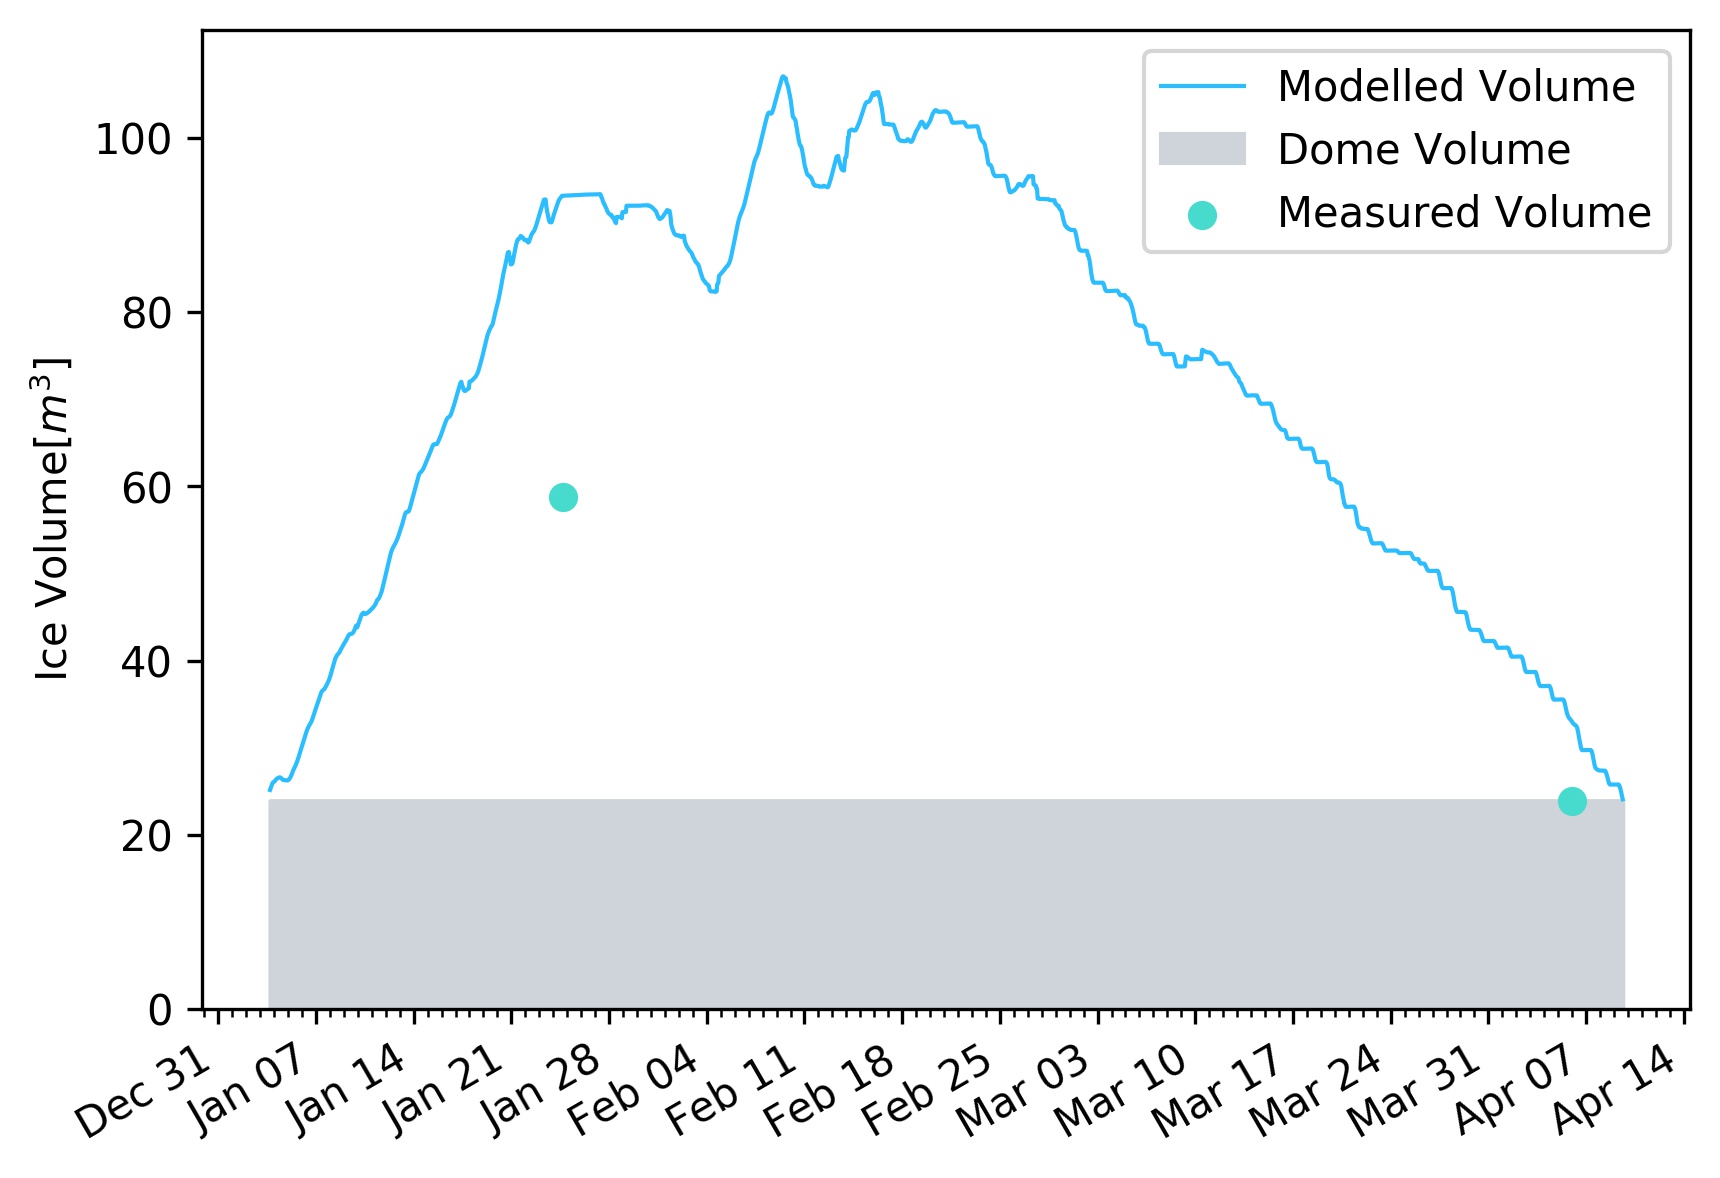 Modelled Volume
Dome Volume
Measured Volume
Ice Volume[m³]
100
80
60
40
20
0
Dec 31
Jan 07
Jan 14
Jan 21
Jan 28
Feb 04
Feb 11
Feb 18
Feb 25
Mar 03
Mar 10
Mar 17
Mar 24
Mar 31
Apr 07
Apr 14